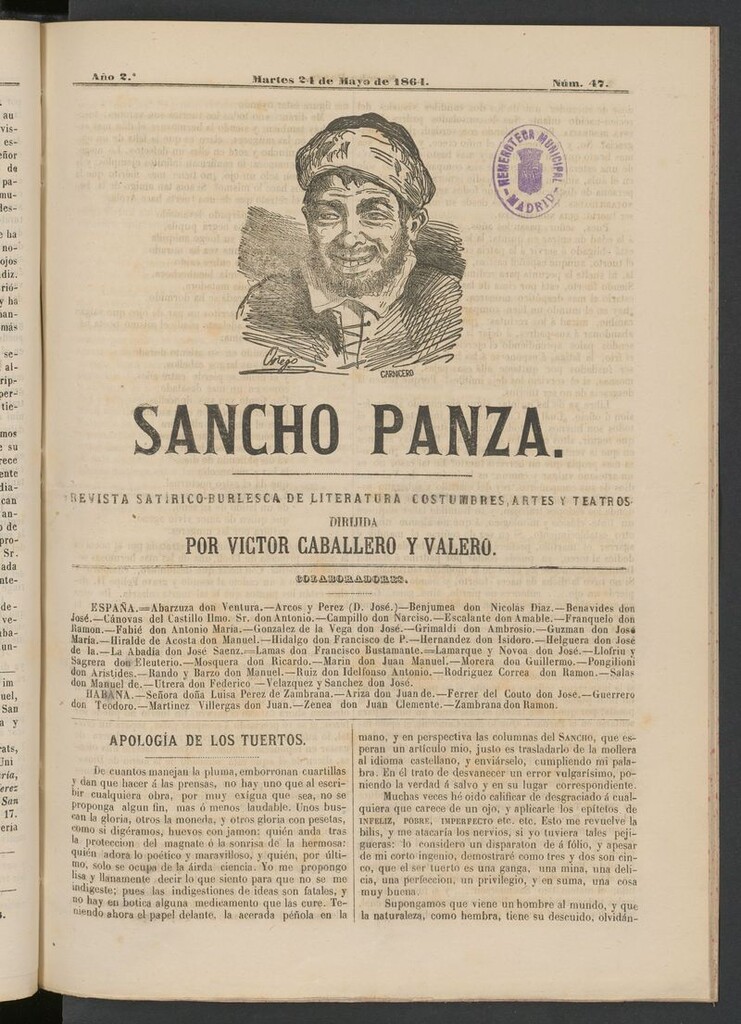 Año 2.°
Martes 24 de Mayo de 1864.
Núm. 47.
HEMEROTECA MUNICIPAL
MADRID
Ortego
CARNICERO
SANCHO PANZA.
REVISTA SATIRICO-BURLESCA DE LITERATURA COSTUMBRES, ARTES Y TEATROS
DIRIJIDA
POR VICTOR CABALLERO Y VALERO.
COLABORADORES.
ESPAÑA.=Abarzuza don Ventura.—Arcos y Perez (D. José.)—Benjumea don Nicolás Diaz.—Benavides don
José.—Cánovas del Castillo Ilmo. Sr. don Antonio.—Campillo don Narciso.—Escalante don Amable.—Franquelo don
Ramon.—Fabié don Antonio María.—Gonzalez de la Vega don José.—Grimaldi don Ambrosio.—Guzman don José
María.—Hiralde de Acosta don Manuel.—Hidalgo don Francisco de P.—Hernandez don Isidoro.—Helguera don José
de la.—La Abadía don José Saenz.=Lamas don Francisco Bustamante.=Lamarque y Novoa don José.—Llofriu y
Sagrera don Eleuterio.—Mosquera don Ricardo.—Marin don Juan Manuel.—Morera don Guillermo.—Pongilioni
don Aristides.—Rando y Barzo don Manuel.—Ruiz don Idelfonso Antonio.—Rodriguez Correa don Ramon.—Salas
don Manuel de.—Utrera don Federico—Velazquez y Sanchez don José.
HABANA.—Señora doña Luisa Perez de Zambrana.—Ariza don Juan de.—Ferrer del Couto don José.—Guerrero
don Teodoro.—Martinez Villergas don Juan.—Zenea don Juan Clemente.—Zambrana don Ramon.
APOLOGÍA DE LOS TUERTOS.
De cuantos manejan la pluma, emborronan cuartillas
y dan que hacer á las prensas, no hay uno que al escri-
bir cualquiera obra, por muy exigua que sea, no se
proponga algun fin, mas ó menos laudable. Unos bus-
can la gloria, otros la moneda, y otros gloria con pesetas,
como si digéramos, huevos con jamon: quién anda tras
la proteccion del magnate ó la sonrisa de la hermosa:
quién adora lo poético y maravilloso, y quién, por últi-
mo, solo se ocupa de la árida ciencia. Yo me propongo
lisa y llanamente decir lo que siento para que no se me
indigeste; pues las indigestiones de ideas son fatales, y
no hay en botica alguna medicamento que las cure. Te-
niendo ahora el papel delante, la acerada péñola en la
mano, y en perspectiva las columnas del SANCHO, que es-
peran un artículo mio, justo es trasladarlo de la mollera
al idioma castellano, y enviárselo, cumpliendo mi pala-
bra. En él trato de desvanecer un error vulgarísimo, po-
niendo la verdad á salvo y en su lugar correspondiente.
Muchas veces hé oido calificar de desgraciado á cual-
quiera que carece de un ojo, y aplicarle los epítetos de
INFELIZ, POBRE, IMPERFECTO etc. etc. Esto me revuelve la
bilis, y me atacaría los nervios, si yo tuviera tales peji-
gueras: lo considero un disparaton de á fólio, y apesar
de mi corto ingenio, demostraré como tres y dos son cin-
co, que el ser tuerto es una ganga, una mina, una deli-
cia, una perfeccion, un privilegio, y en suma, una cosa
muy buena.
Supongamos que viene un hombre al mundo, y que
la naturaleza, como hembra, tiene su descuido, olvidán-